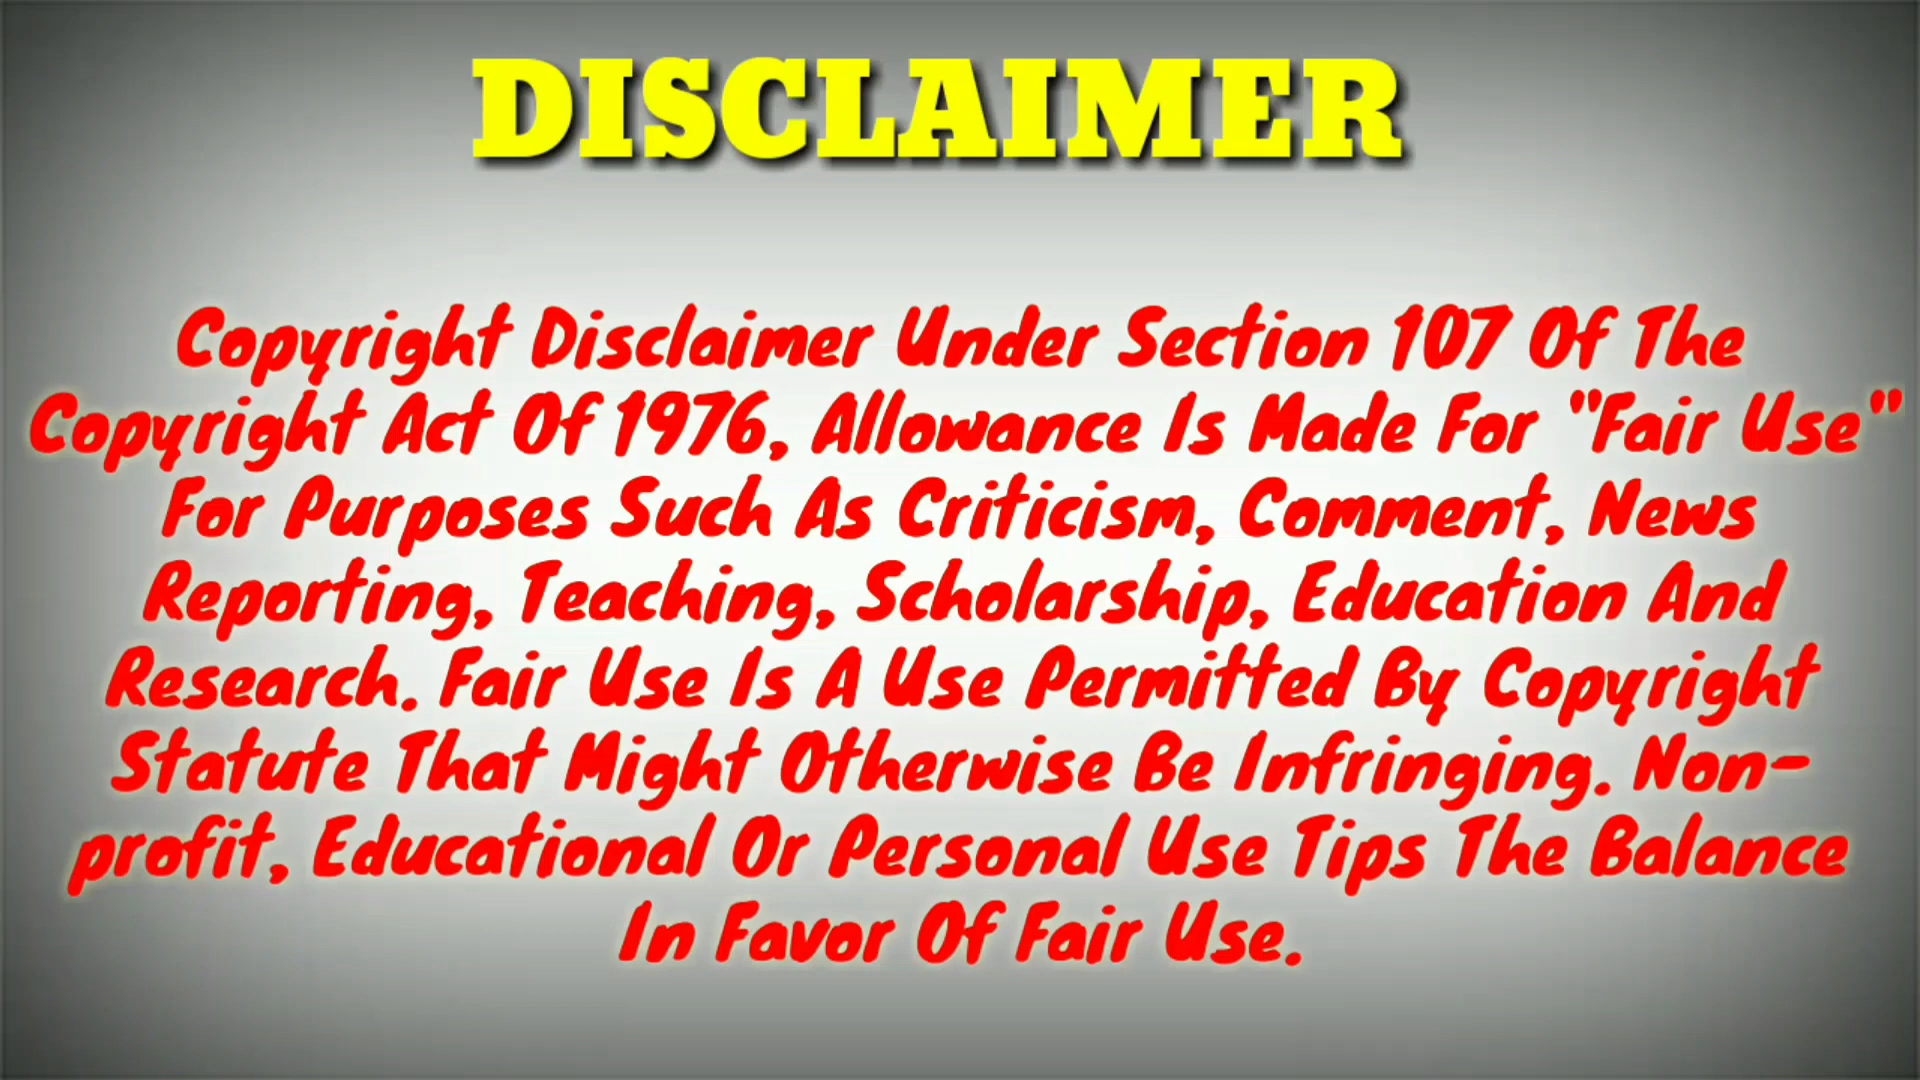 DISCLAIMER
Copyright Disclaimer Under Section 107 Of The
Copyright Act Of 1976, Allowance Is Made For "Fair Use"
For Purposes Such As Criticism, Comment, News
Reporting, Teaching, Scholarship, Education And
Research. Fair Use Is A Use Permitted By Copyright
Statute That Might Otherwise Be Infringing. Non-
profit, Educational Or Personal Use Tips The Balance
In Favor Of Fair Use.